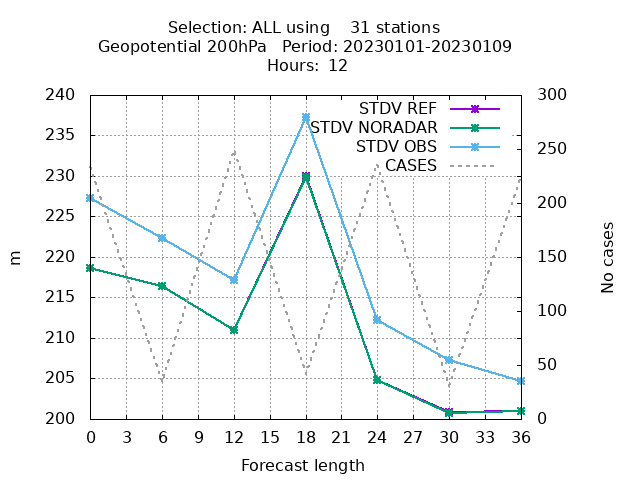 Selection: ALL using 31 stations
Geopotential 200hPa Period: 20230101-20230109
Hours: 12
240
235
230
225
220
215
210
205
200
m
STDV REF
STDV NORADAR
STDV OBS
CASES
300
250
200
150
100
50
0
No cases
0 3 6 9 12 15 18 21 24 27 30 33 36
Forecast length